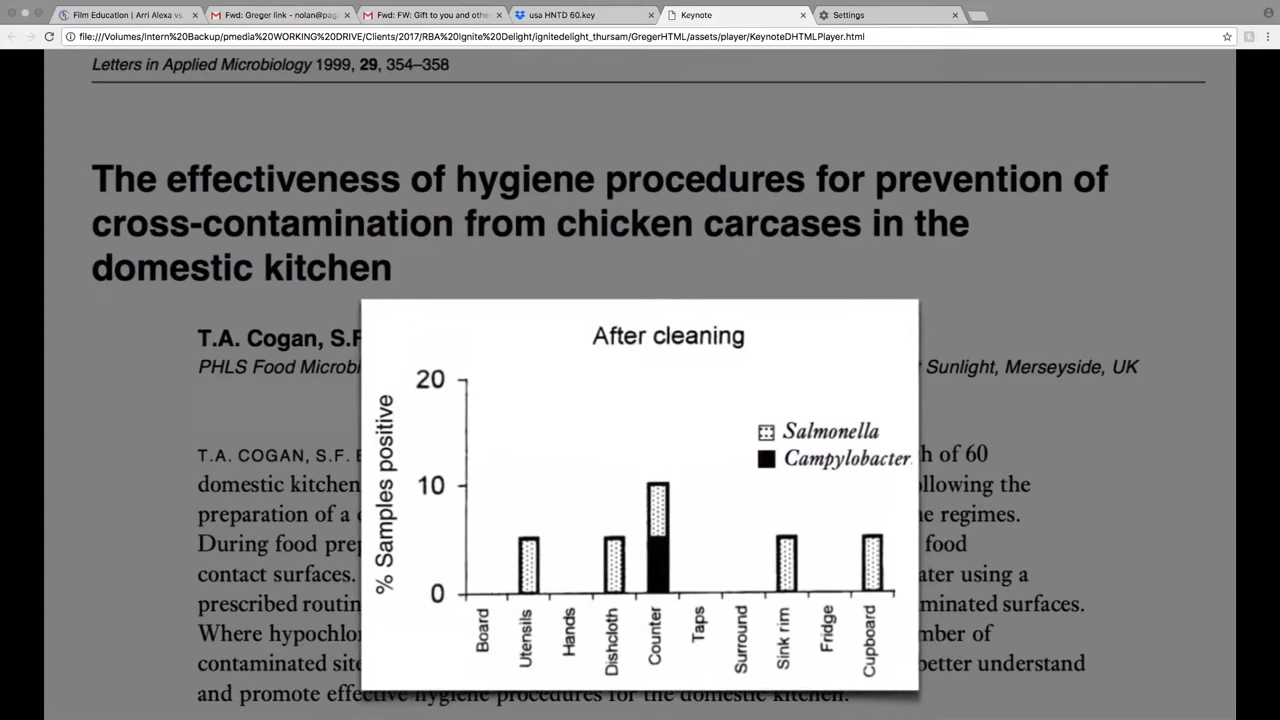 Film Education | Arri Alexa vs.
Fwd: Greger link - nolan@pag
Fwd: FW: Gift to you and othe
usa HNTD 60.key
Keynote
Settings
file:///Volumes/Intern%20Backup/pmedia%20WORKING%20DRIVE/Clients/2017/RBA%20Ignite%20Delight/ignitedelight_thursam/GregerHTML/assets/player/KeynoteDHTMLPlayer.html
Letters in Applied Microbiology 1999, 29, 354–358
The effectiveness of hygiene procedures for prevention of
cross-contamination from chicken carcases in the
domestic kitchen
T.A. Cogan, S.F
PHLS Food Microbi
Sunlight, Merseyside, UK
T.A. COGAN, S.F.
h of 60
domestic kitchen
llowing the
preparation of a
e regimes.
During food prep
food
contact surfaces.
ater using a
prescribed routin
minated surfaces.
Where hypochlor
mber of
contaminated site
better understand
and promote effective hygiene procedures for the domestic kitchen.
After cleaning
% Samples positive
20
10
0
Salmonella
Campylobacter
Board
Utensils
Hands
Dishcloth
Counter
Taps
Surround
Sink rim
Fridge
Cupboard